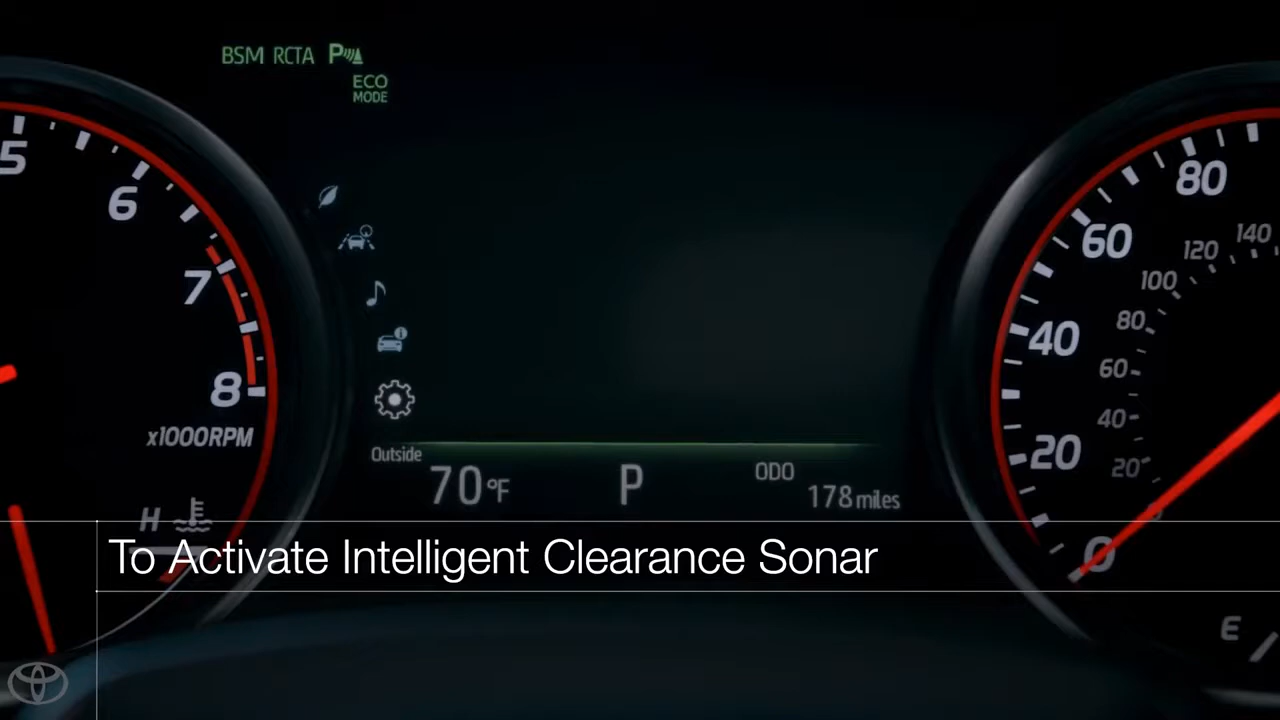 BSM RCTA P
ECO
MODE
5
6
7
8
x1000RPM
H
Outside
70°F
P
ODO
178 miles
80
60
40
20
0
140
120
100
80
60
40
20
E
To Activate Intelligent Clearance Sonar